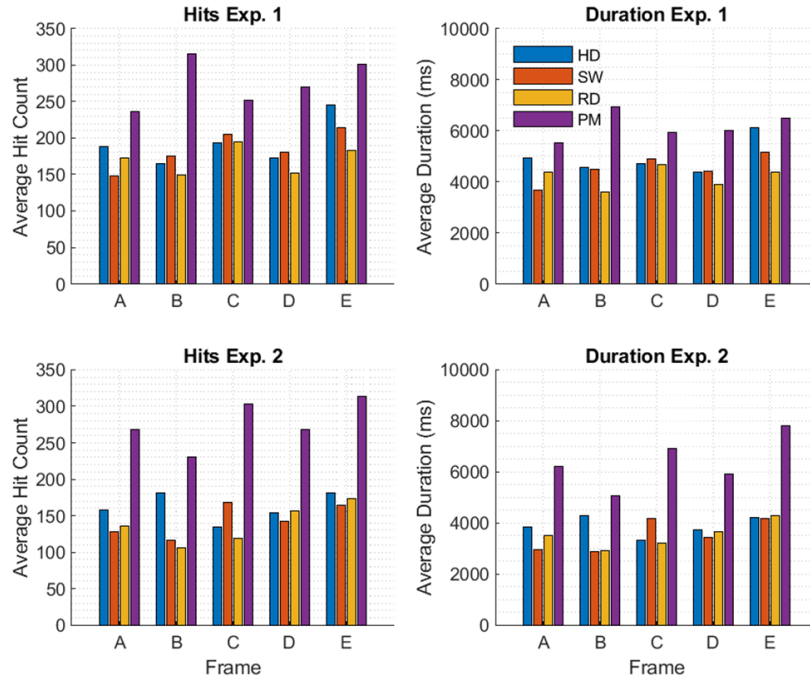 Hits Exp. 1
Average Hit Count
350
300
250
200
150
100
50
0
A B C D E
Duration Exp. 1
Average Duration (ms)
10000
8000
6000
4000
2000
0
HD
SW
RD
PM
A B C D E
Hits Exp. 2
Average Hit Count
350
300
250
200
150
100
50
0
A B C D E
Frame
Duration Exp. 2
Average Duration (ms)
10000
8000
6000
4000
2000
0
A B C D E
Frame